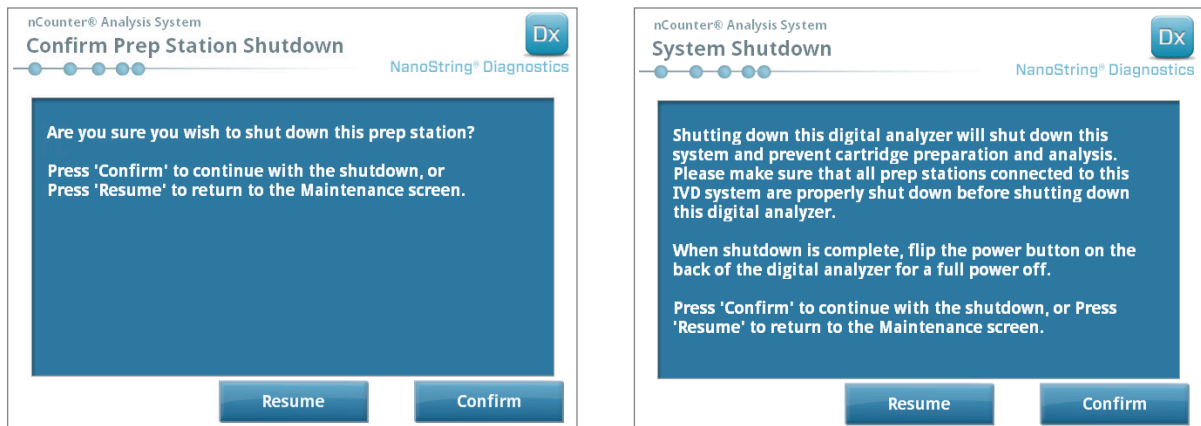 nCounter® Analysis System
Confirm Prep Station Shutdown
Dx
NanoString® Diagnostics
Are you sure you wish to shut down this prep station?
Press 'Confirm' to continue with the shutdown, or
Press 'Resume' to return to the Maintenance screen.
Resume
Confirm
nCounter® Analysis System
System Shutdown
Dx
NanoString® Diagnostics
Shutting down this digital analyzer will shut down this
system and prevent cartridge preparation and analysis.
Please make sure that all prep stations connected to this
IVD system are properly shut down before shutting down
this digital analyzer.
When shutdown is complete, flip the power button on the
back of the digital analyzer for a full power off.
Press 'Confirm' to continue with the shutdown, or Press
'Resume' to return to the Maintenance screen.
Resume
Confirm